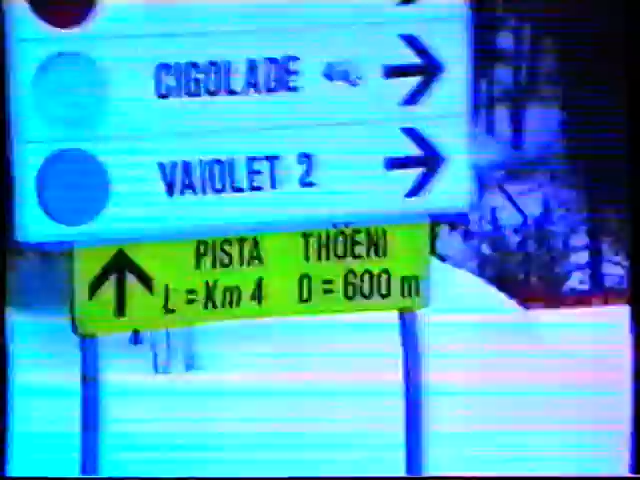 CIGOLADE
VAIOLET 2
PISTA THÖENI
L = Km 4 D = 600 m